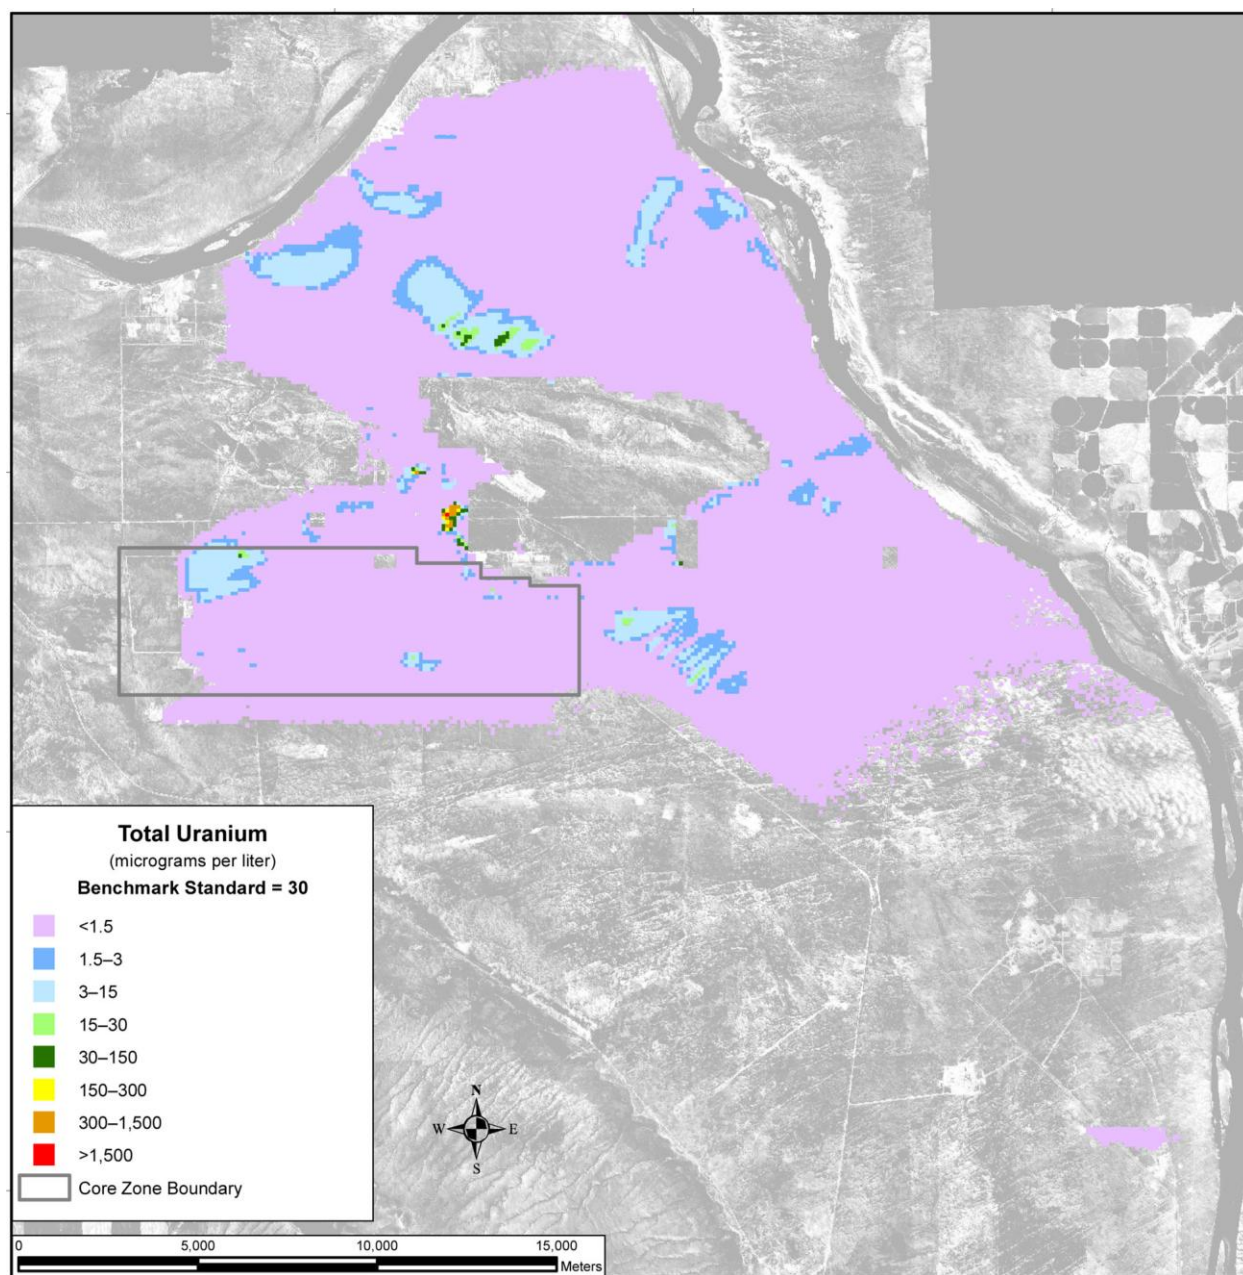 Total Uranium
(micrograms per liter)
Benchmark Standard = 30
<1.5
1.5–3
3–15
15–30
30–150
150–300
300–1,500
>1,500
Core Zone Boundary
N
W E
S
0 5,000 10,000 15,000
Meters